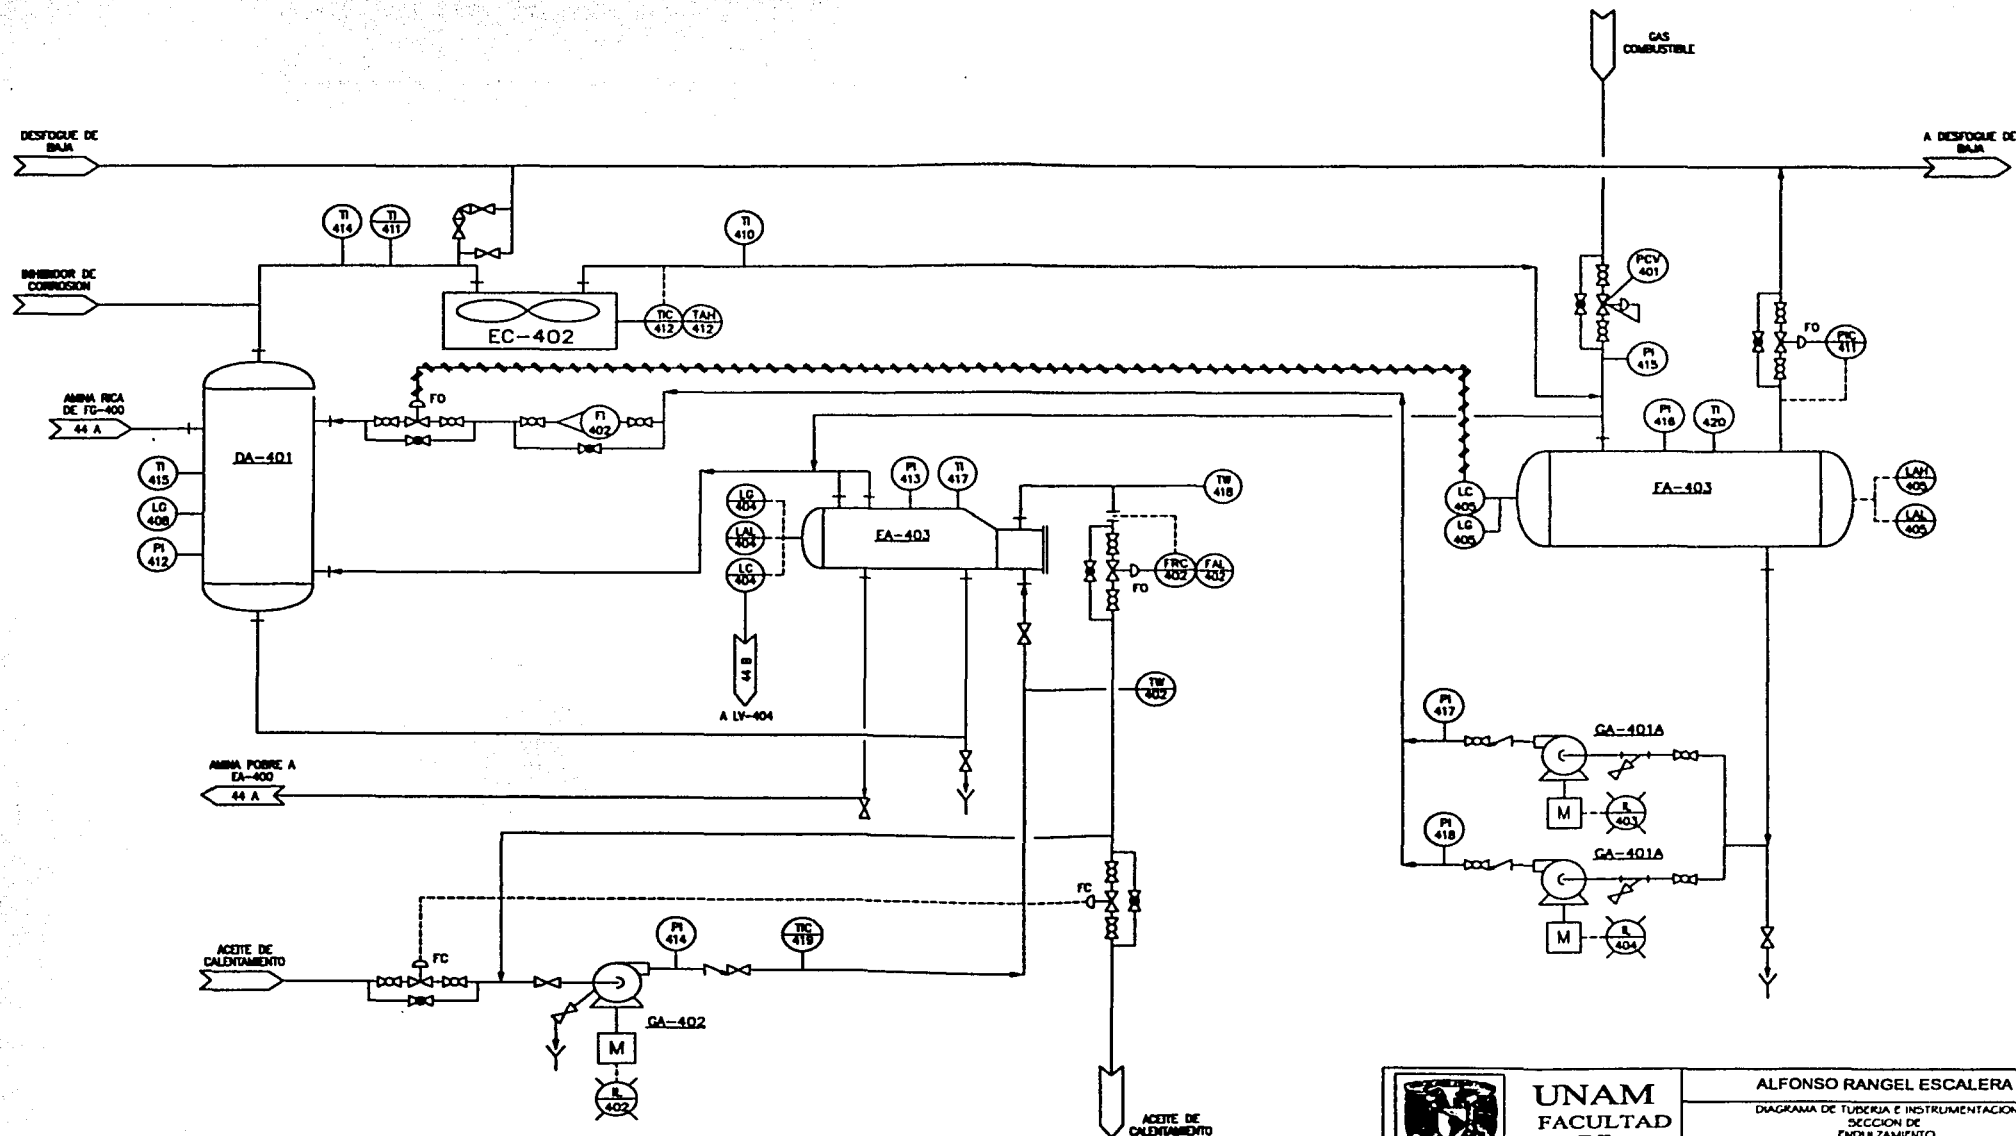 GAS
COMBUSTIBLE
DESFOGUE DE
BAJA
A DESFOGUE DE
BAJA
TI
414
TI
411
TI
410
PCV
401
INHIBIDOR DE
CORROSION
EC-402
TIC
412
TAH
412
FO
PIC
411
PI
415
AMINA RICA
DE FG-400
44 A
FO
FI
402
PI
416
TI
420
DA-401
TI
415
LG
408
PI
412
PI
413
TI
417
LG
404
LAL
404
LC
404
EA-403
TW
418
LC
405
LG
405
FA-403
LAH
405
LAL
405
FRC
402
FAL
402
FO
44 B
A LV-404
TW
402
PI
417
GA-401A
M
IL
403
AMINA POBRE A
EA-400
44 A
PI
418
GA-401A
M
IL
404
FC
PI
414
TIC
419
ACEITE DE
CALENTAMIENTO
FC
GA-402
M
IL
402
ACEITE DE
CALENTAMIENTO
UNAM
FACULTAD
ALFONSO RANGEL ESCALERA
DIAGRAMA DE TUBERIA E INSTRUMENTACION
SECCION DE
ENDULZAMIENTO